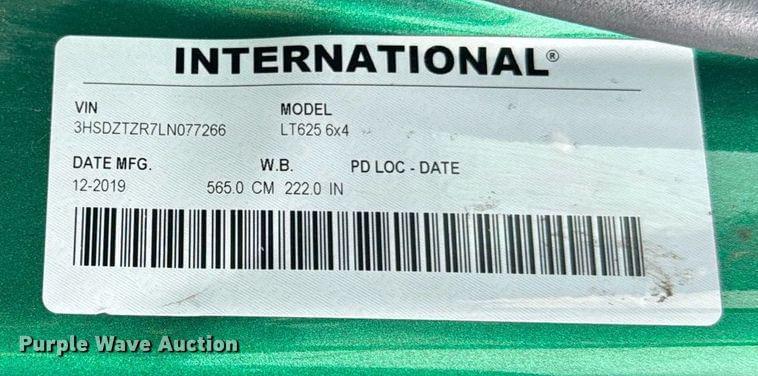 INTERNATIONAL®
VIN MODEL
3HSDZTZR7LN077266 LT625 6x4
DATE MFG. W.B. PD LOC - DATE
12-2019 565.0 CM 222.0 IN
Purple Wave Auction